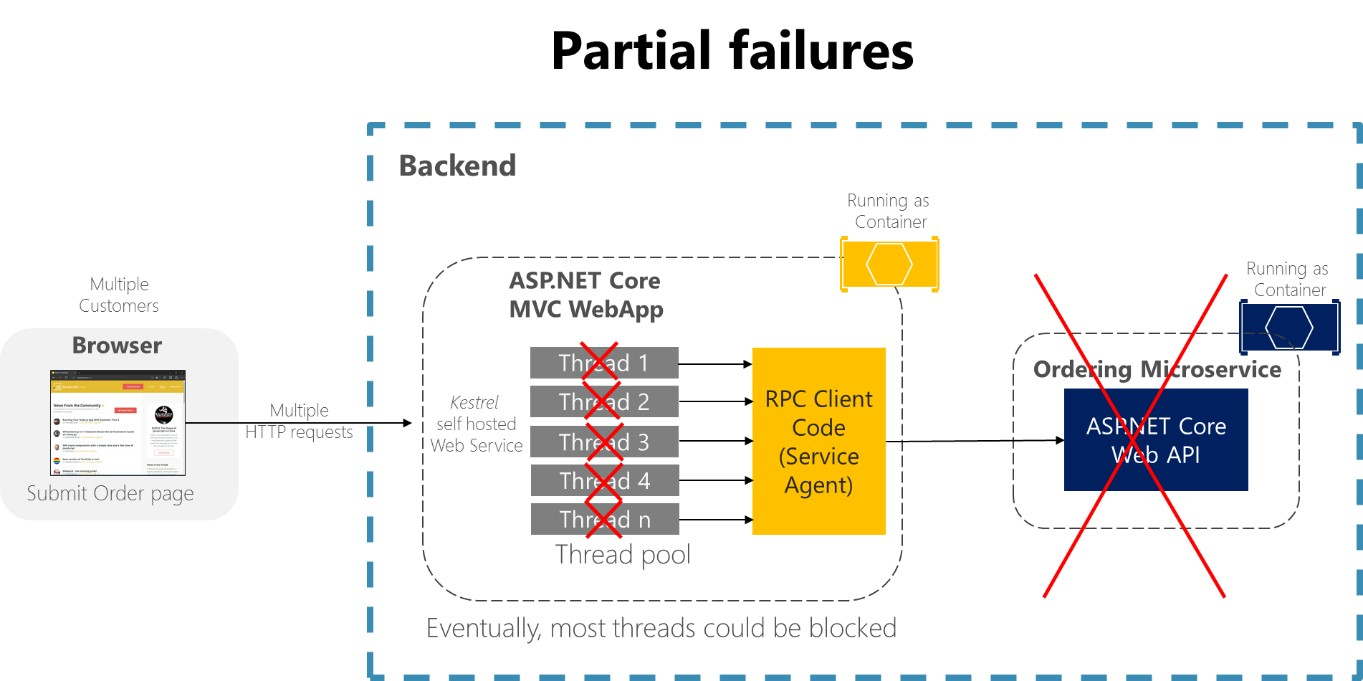 Partial failures
Backend
Running as
Container
Multiple
Customers
Browser
Submit Order page
Multiple
HTTP requests
ASP.NET Core
MVC WebApp
Kestrel
self hosted
Web Service
Thread 1
Thread 2
Thread 3
Thread 4
Thread n
Thread pool
RPC Client
Code
(Service
Agent)
Running as
Container
Ordering Microservice
ASP.NET Core
Web API
Eventually, most threads could be blocked